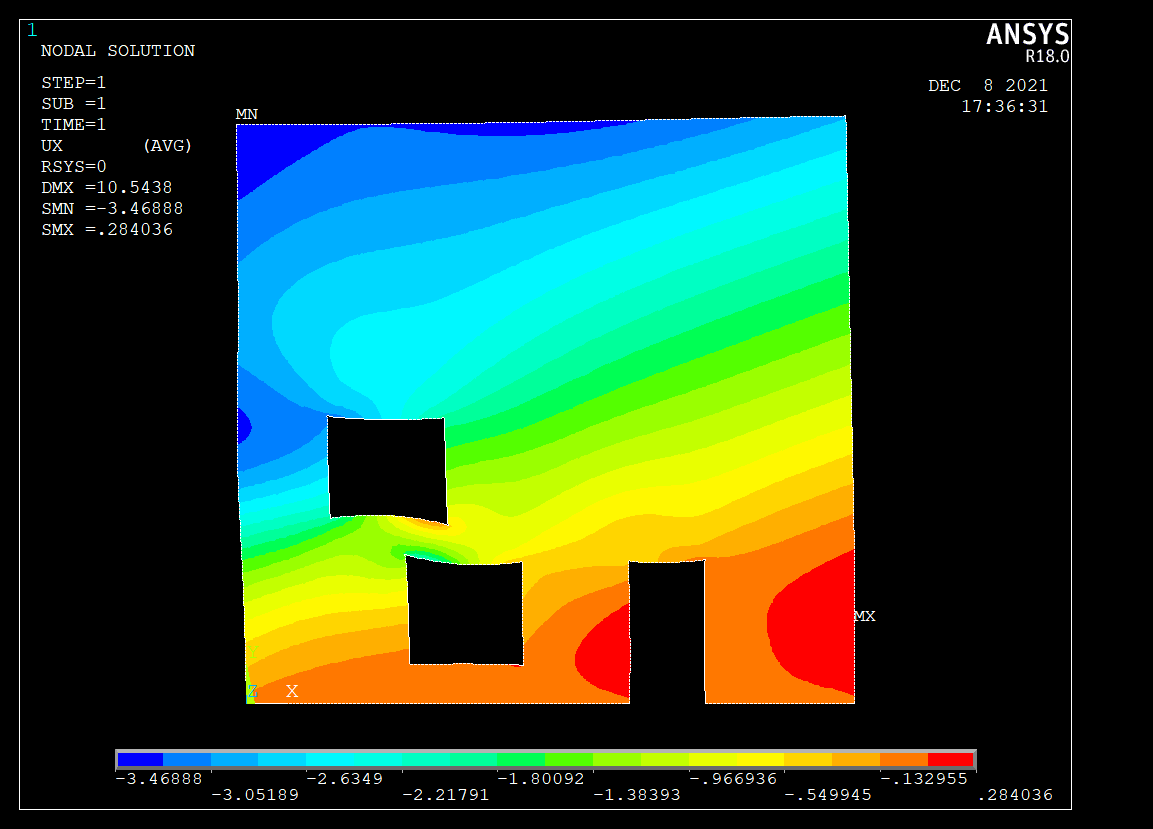 1
ANSYS
R18.0
NODAL SOLUTION
STEP=1
SUB =1
TIME=1
UX (AVG)
RSYS=0
DMX =10.5438
SMN =-3.46888
SMX =.284036
DEC 8 2021
17:36:31
MN
MX
Z X
-3.46888 -2.6349 -1.80092 -.966936 -.132955
-3.05189 -2.21791 -1.38393 -.549945 .284036